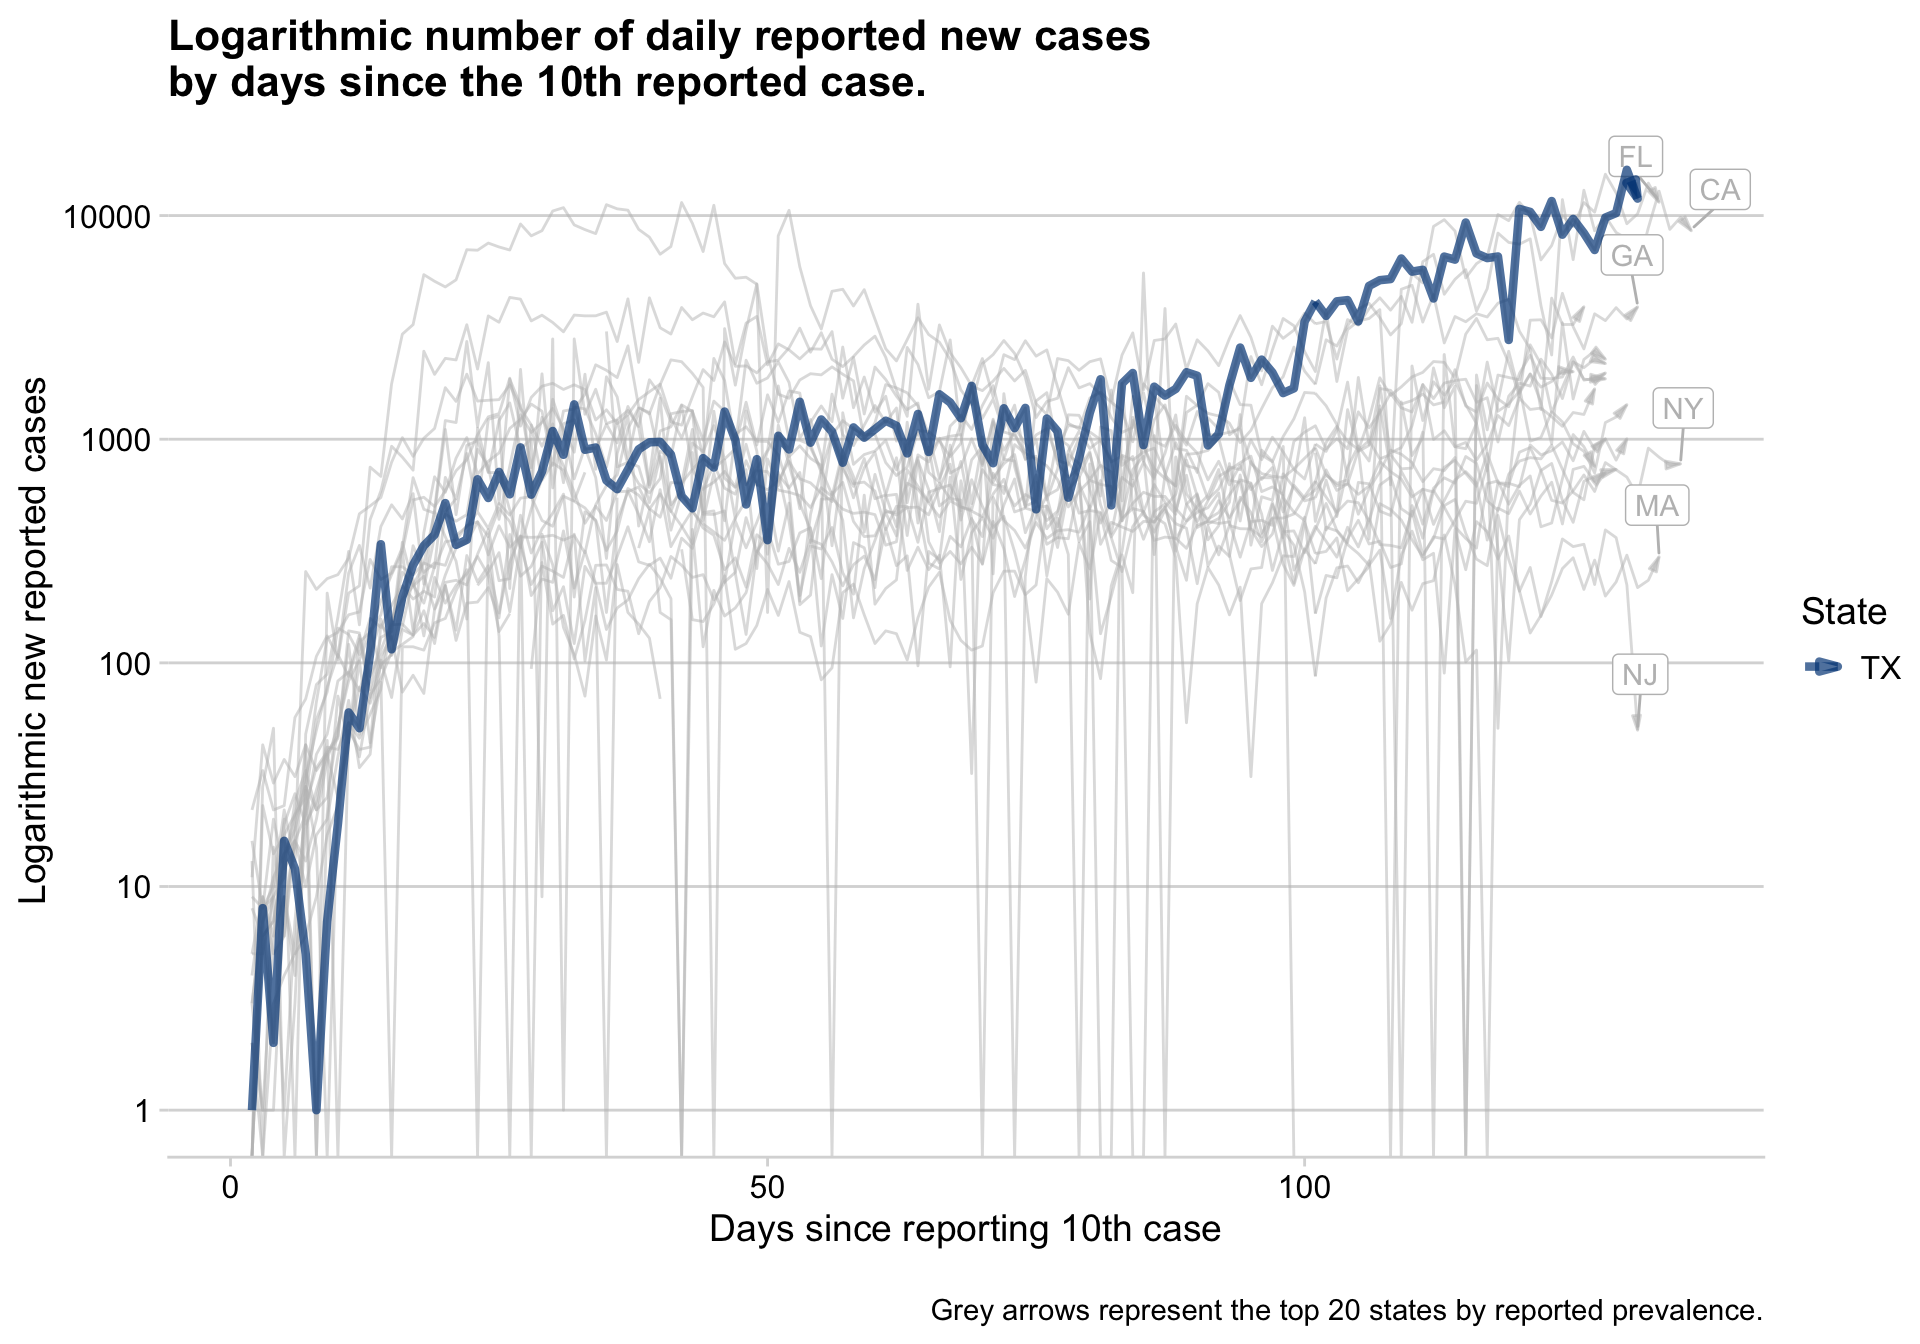 Logarithmic number of daily reported new cases
by days since the 10th reported case.
Logarithmic new reported cases
10000
1000
100
10
1
FL
CA
GA
NY
MA
NJ
State
TX
0
50
100
Days since reporting 10th case
Grey arrows represent the top 20 states by reported prevalence.